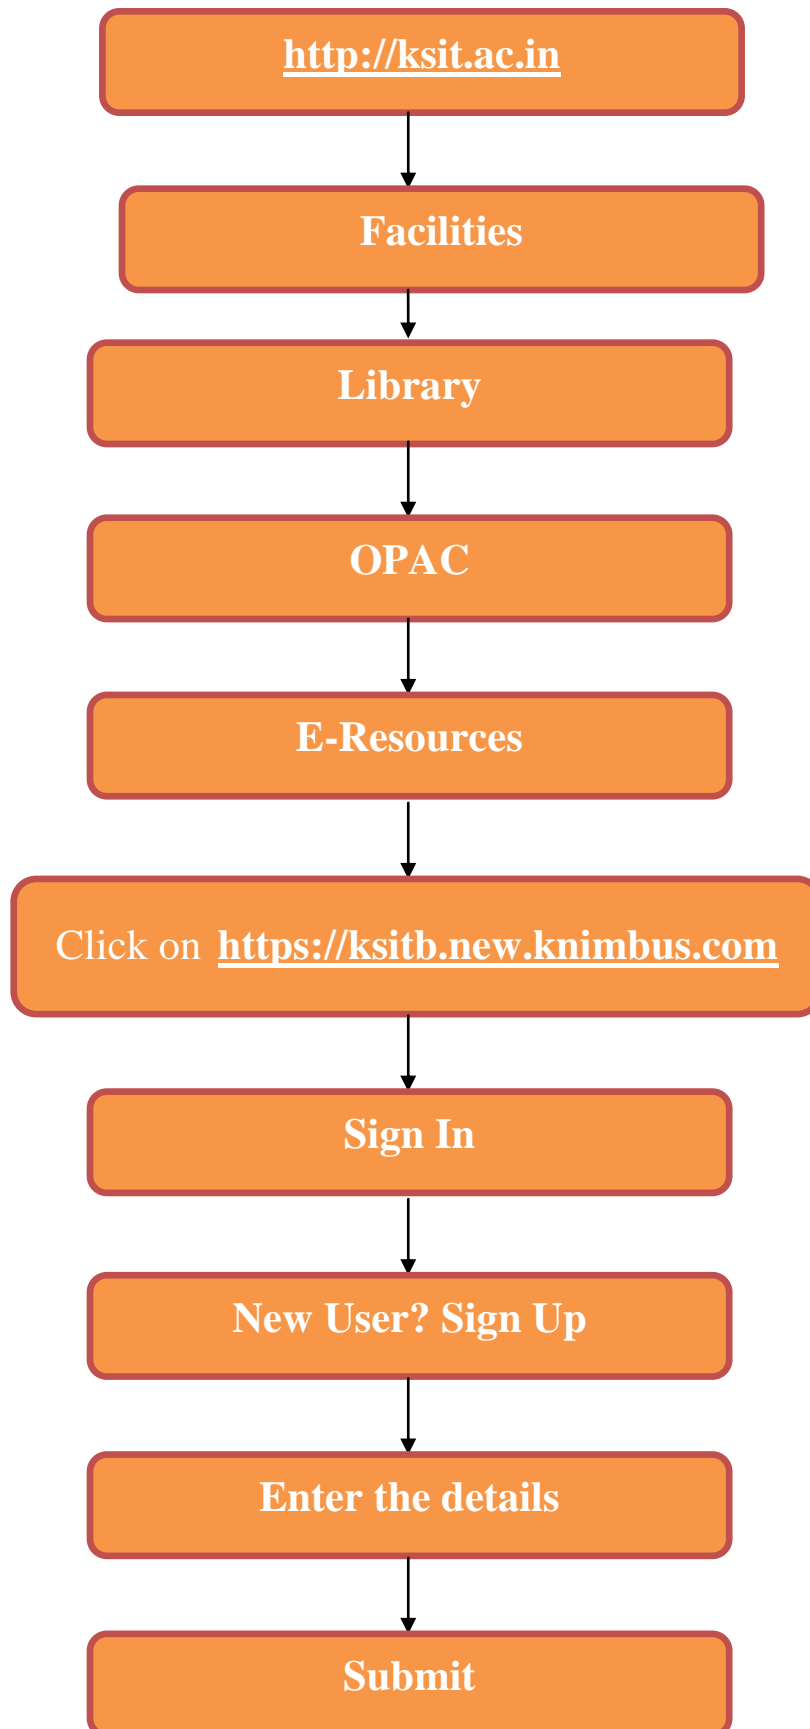 http://ksit.ac.in
Facilities
Library
OPAC
E-Resources
Click on https://ksitb.new.knimbus.com
Sign In
New User? Sign Up
Enter the details
Submit